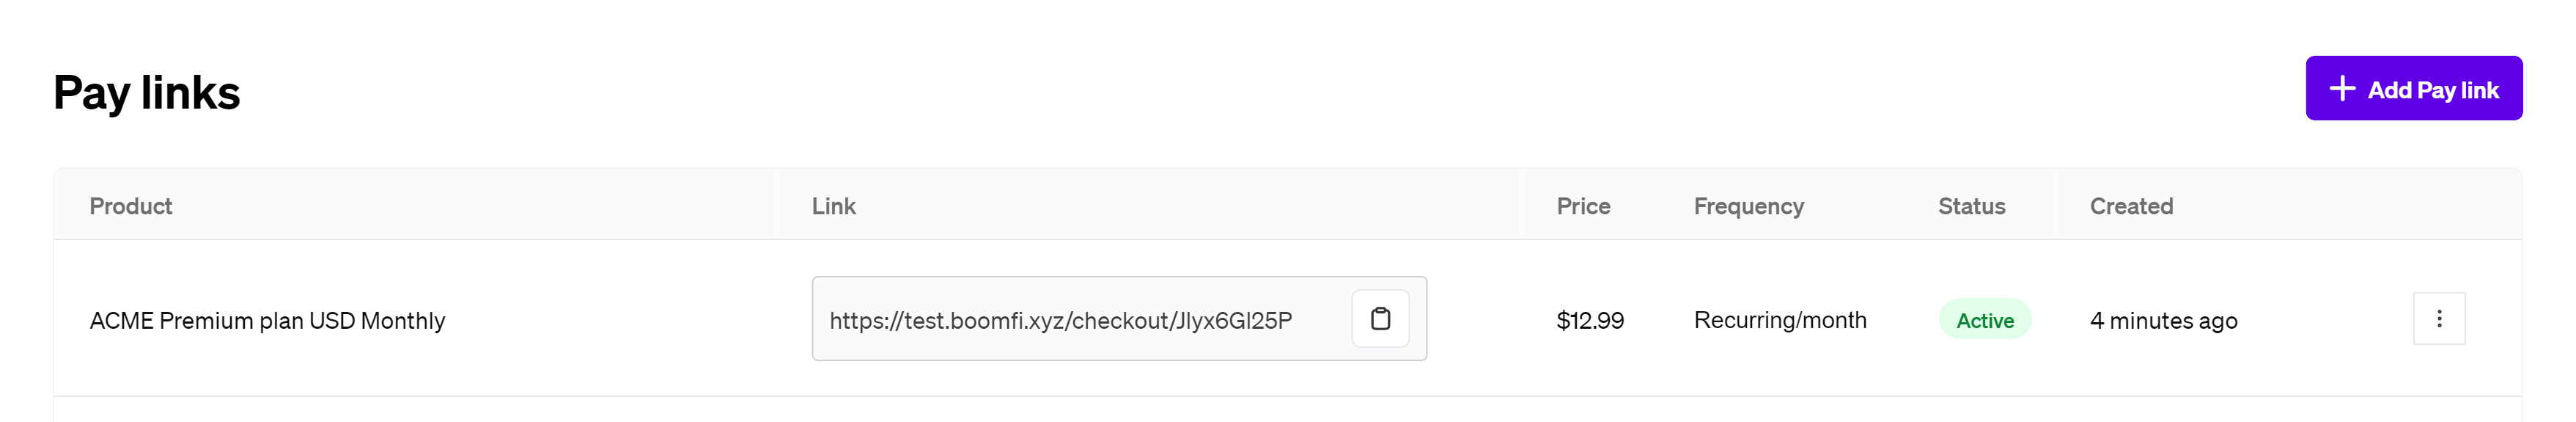 Pay links
Add Pay link
Product Link Price Frequency Status Created
ACME Premium plan USD Monthly https://test.boomfi.xyz/checkout/Jlyx6Gl25P $12.99 Recurring/month Active 4 minutes ago